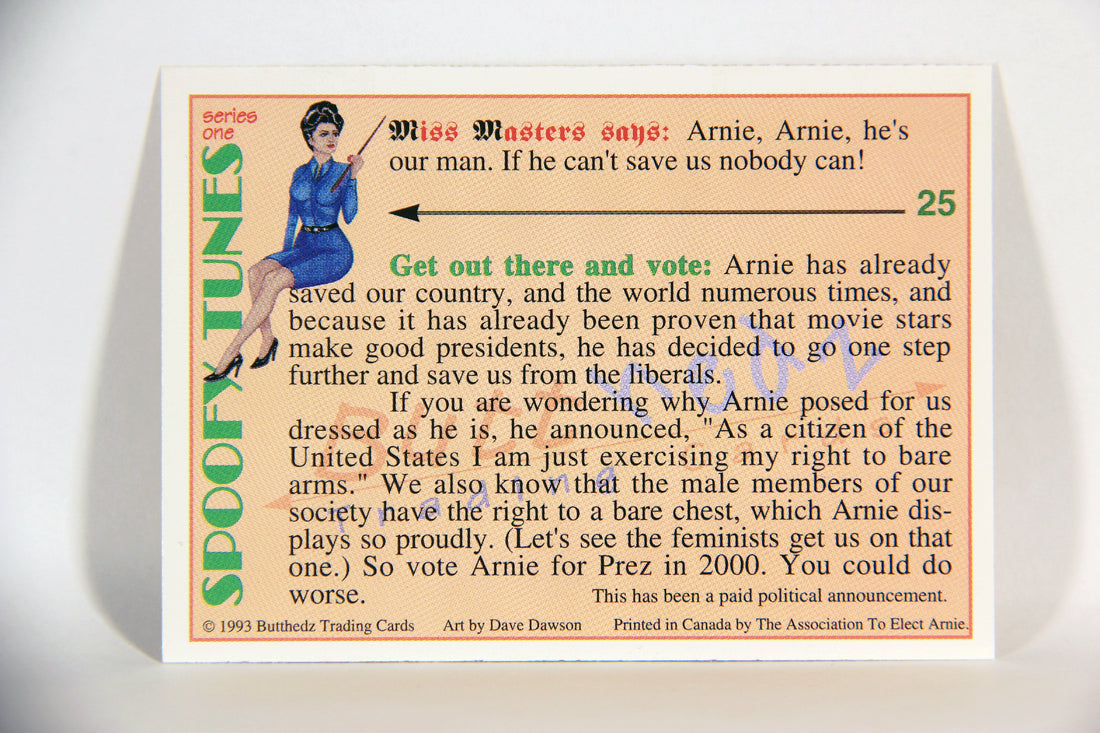 series
one
SPOOFY TUNES
Miss Masters says: Arnie, Arnie, he's
our man. If he can't save us nobody can!
25
Get out there and vote: Arnie has already
saved our country, and the world numerous times, and
because it has already been proven that movie stars
make good presidents, he has decided to go one step
further and save us from the liberals.
If you are wondering why Arnie posed for us
dressed as he is, he announced, "As a citizen of the
United States I am just exercising my right to bare
arms." We also know that the male members of our
society have the right to a bare chest, which Arnie dis-
plays so proudly. (Let's see the feminists get us on that
one.) So vote Arnie for Prez in 2000. You could do
worse.
This has been a paid political announcement.
Butt Hedz
Trading Cards
© 1993 Butthedz Trading Cards Art by Dave Dawson Printed in Canada by The Association To Elect Arnie.